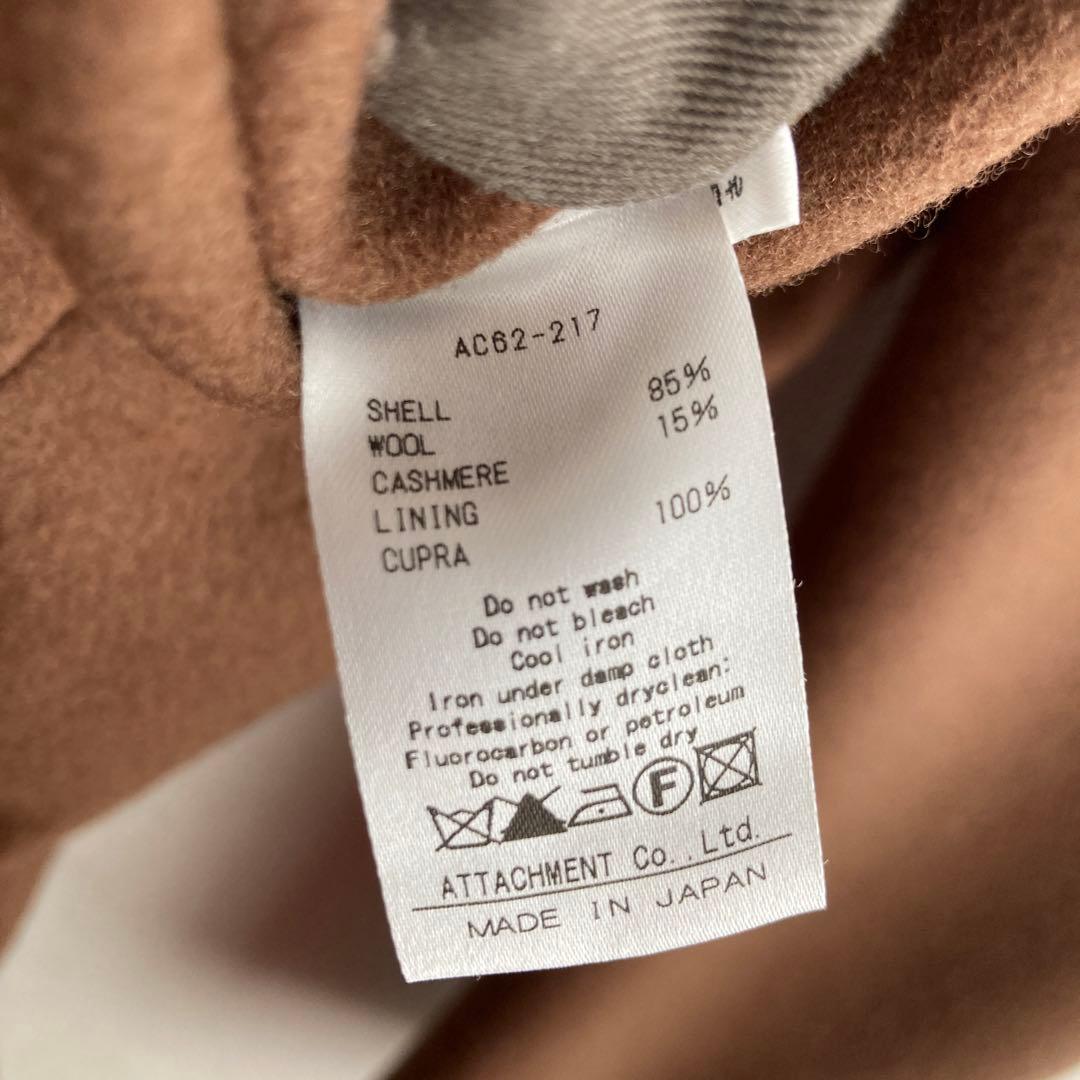 AC62-217
SHELL
WOOL 85%
CASHMERE 15%
LINING
CUPRA 100%
Do not wash
Do not bleach
Cool iron
Iron under damp cloth
Professionally dryclean:
Fluorocarbon or petroleum
Do not tumble dry
F
ATTACHMENT Co.,Ltd.
MADE IN JAPAN